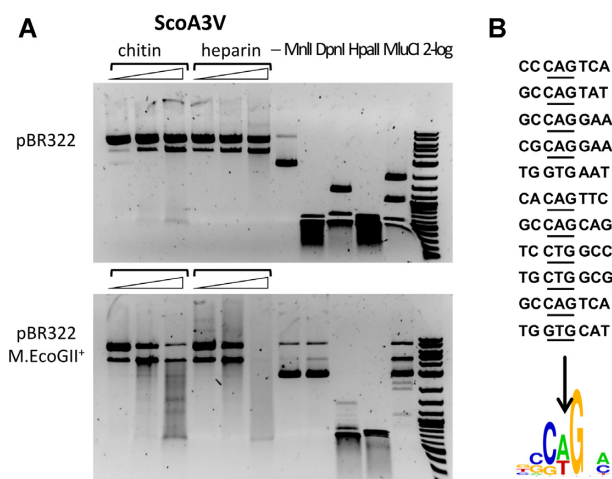 A
ScoA3V
chitin heparin – MnlI DpnI HpaII MluCI 2-log
pBR322
pBR322
M.EcoGII+
B
CC CAG TCA
GC CAG TAT
GC CAG GAA
CG CAG GAA
TG GTG AAT
CA CAG TTC
GC CAG CAG
TC CTG GCC
TG CTG GCG
GC CAG TCA
TG GTG CAT